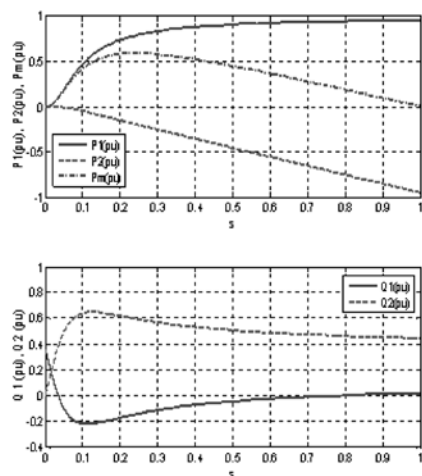 P1(pu), P2(pu), Pm(pu)
1
0.5
0
-0.5
-1
P1(pu)
P2(pu)
Pm(pu)
0 0.1 0.2 0.3 0.4 0.5 0.6 0.7 0.8 0.9 1
s
Q1(pu), Q2(pu)
1
0.8
0.6
0.4
0.2
0
-0.2
-0.4
Q1(pu)
Q2(pu)
0 0.1 0.2 0.3 0.4 0.5 0.6 0.7 0.8 0.9 1
s